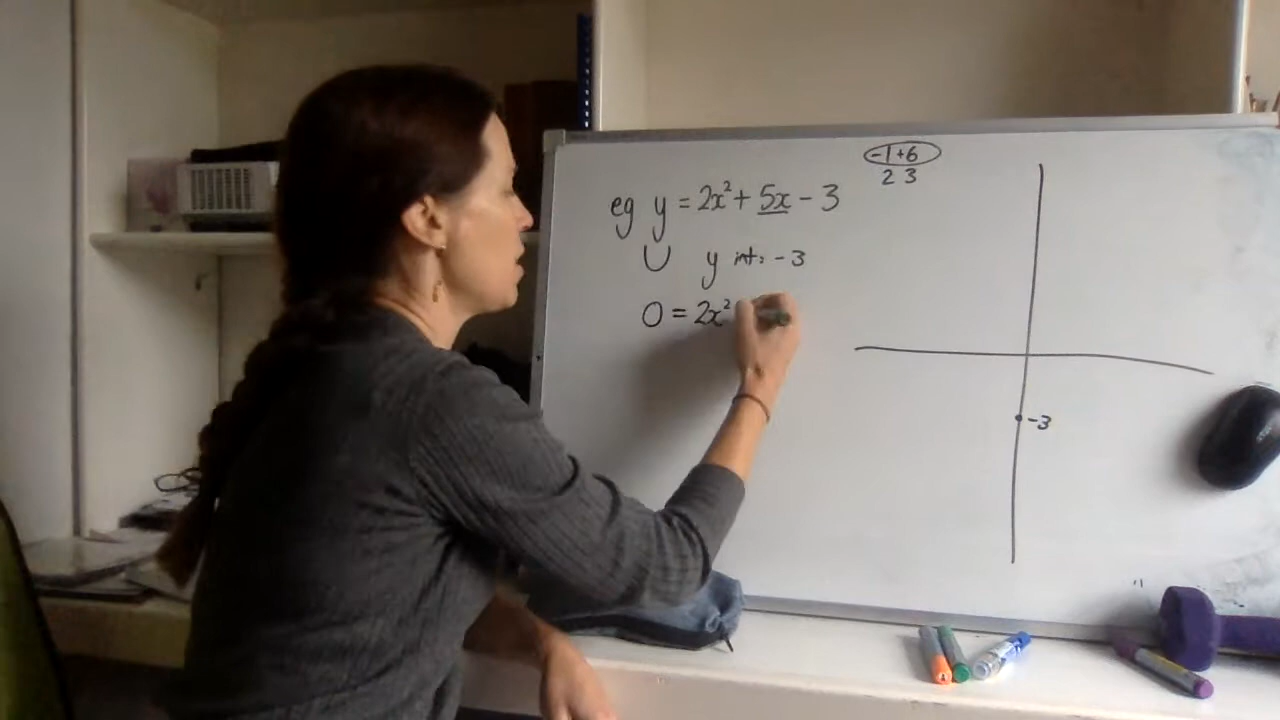 -1+6
2 3
eg y = 2x² + 5x - 3
∪ y int: -3
0 = 2x²
-3